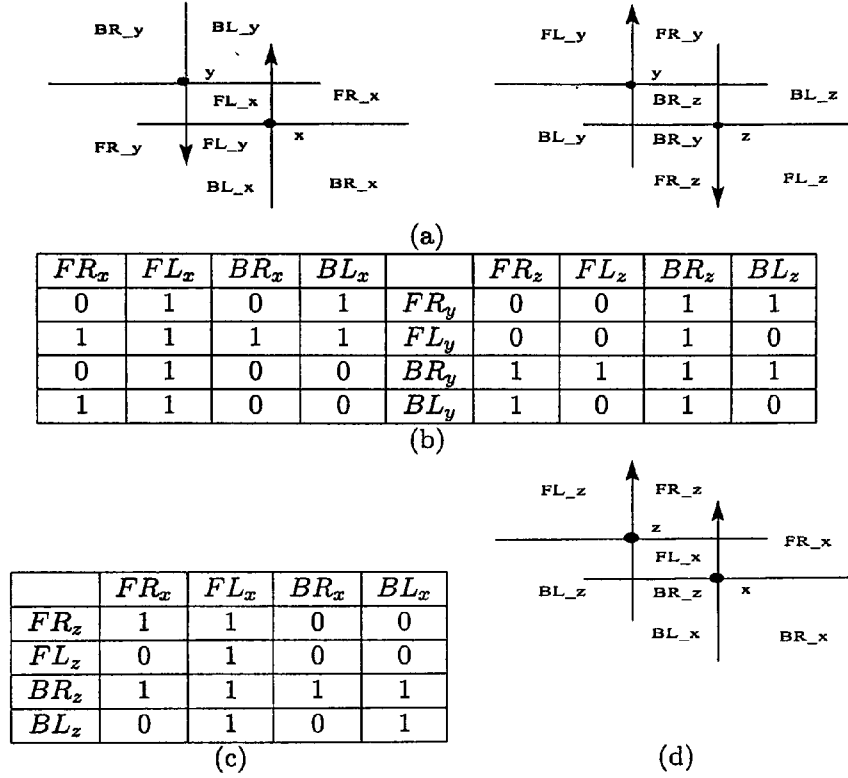 BR_y BL_y FL_y FR_y
y y
FL_x FR_x BR_z BL_z
FR_y FL_y x BL_y BR_y z
BL_x BR_x FR_z FL_z
(a)
FR_x FL_x BR_x BL_x FR_z FL_z BR_z BL_z
0 1 0 1 FR_y 0 0 1 1
1 1 1 1 FL_y 0 0 1 0
0 1 0 0 BR_y 1 1 1 1
1 1 0 0 BL_y 1 0 1 0
(b)
FR_x FL_x BR_x BL_x
FR_z 1 1 0 0
FL_z 0 1 0 0
BR_z 1 1 1 1
BL_z 0 1 0 1
(c)
FL_z FR_z
z
FL_x FR_x
BL_z BR_z x
BL_x BR_x
(d)